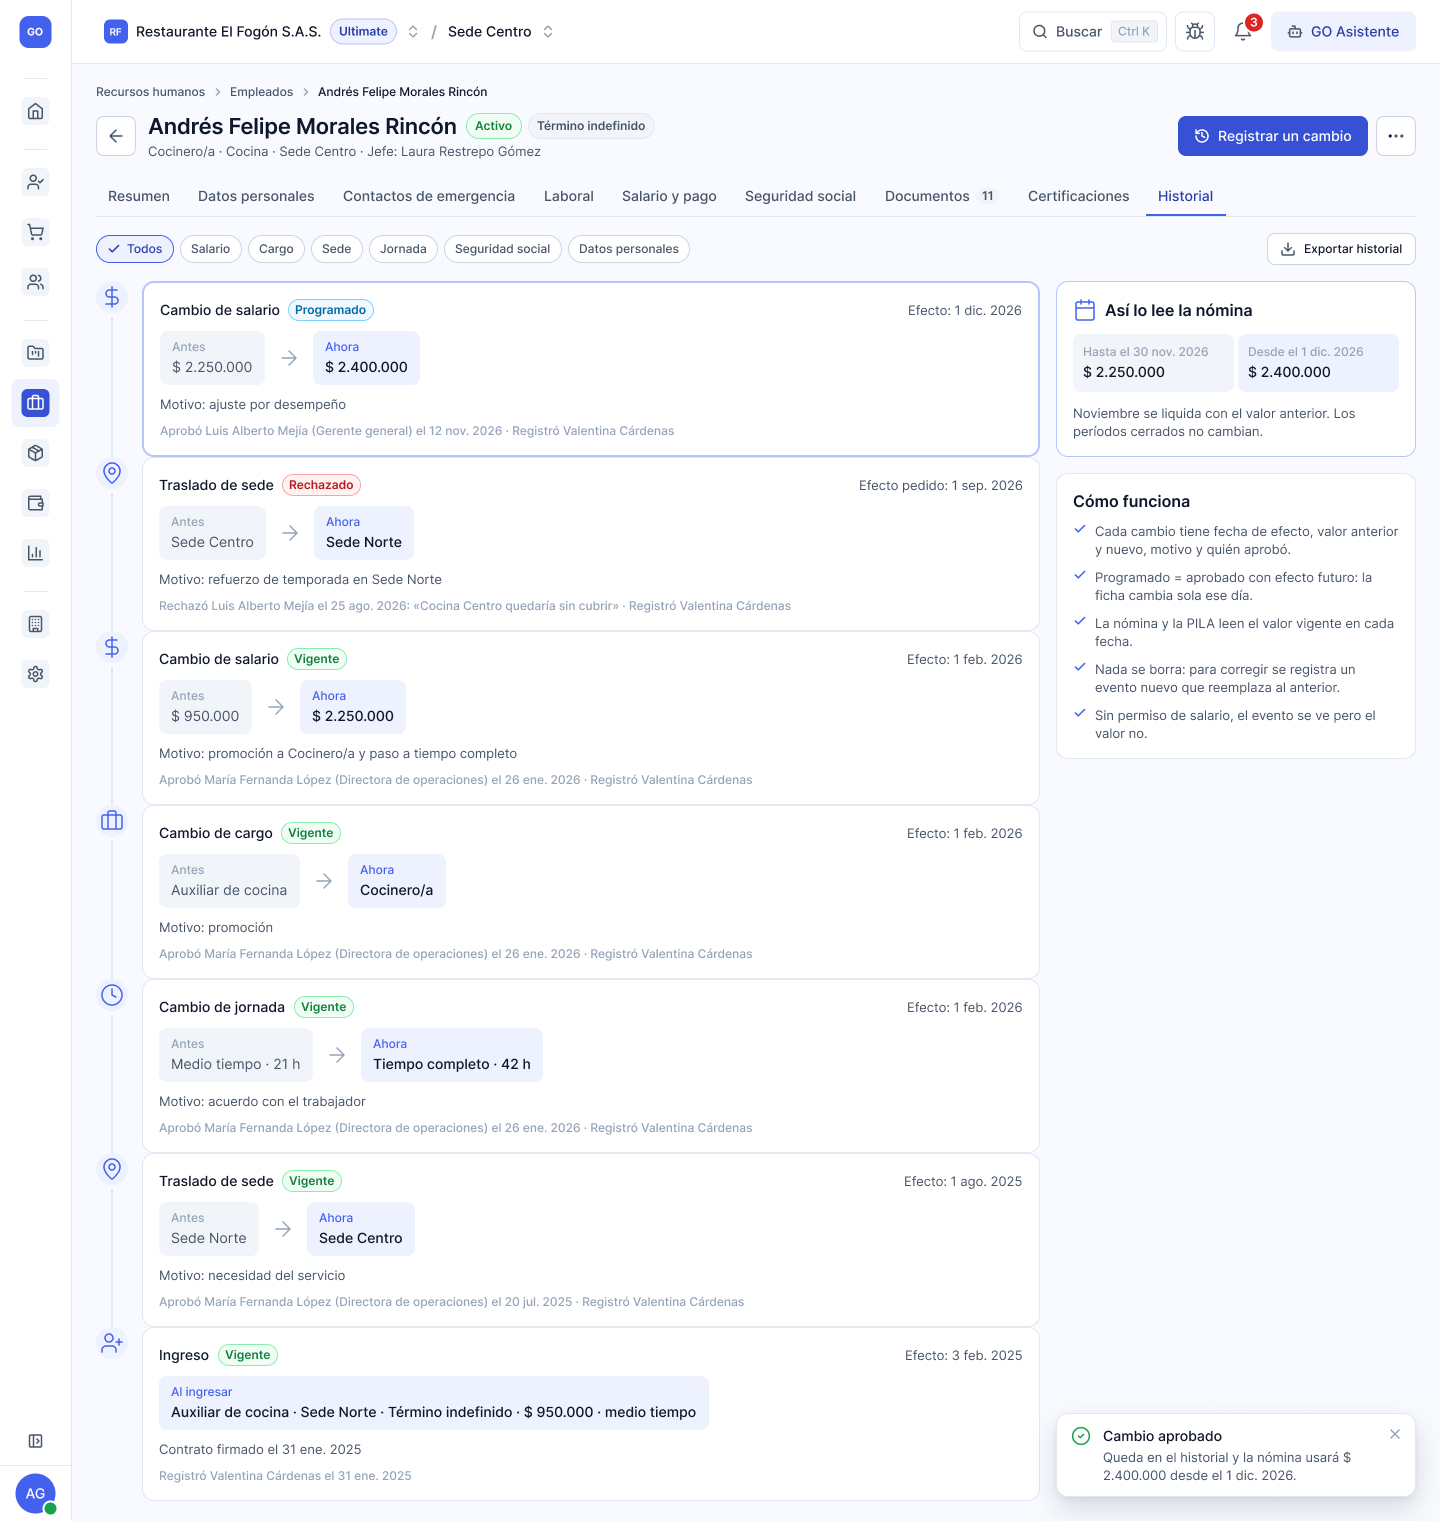 GO
RF Restaurante El Fogón S.A.S. Ultimate / Sede Centro
Buscar Ctrl K
3
GO Asistente
Recursos humanos > Empleados > Andrés Felipe Morales Rincón
Andrés Felipe Morales Rincón Activo Término indefinido
Cocinero/a · Cocina · Sede Centro · Jefe: Laura Restrepo Gómez
Registrar un cambio
Resumen Datos personales Contactos de emergencia Laboral Salario y pago Seguridad social Documentos 11 Certificaciones Historial
Todos Salario Cargo Sede Jornada Seguridad social Datos personales
Exportar historial
Cambio de salario Programado Efecto: 1 dic. 2026
Antes Ahora
$ 2.250.000 $ 2.400.000
Motivo: ajuste por desempeño
Aprobó Luis Alberto Mejía (Gerente general) el 12 nov. 2026 · Registró Valentina Cárdenas
Traslado de sede Rechazado Efecto pedido: 1 sep. 2026
Antes Ahora
Sede Centro Sede Norte
Motivo: refuerzo de temporada en Sede Norte
Rechazó Luis Alberto Mejía el 25 ago. 2026: «Cocina Centro quedaría sin cubrir» · Registró Valentina Cárdenas
Cambio de salario Vigente Efecto: 1 feb. 2026
Antes Ahora
$ 950.000 $ 2.250.000
Motivo: promoción a Cocinero/a y paso a tiempo completo
Aprobó María Fernanda López (Directora de operaciones) el 26 ene. 2026 · Registró Valentina Cárdenas
Cambio de cargo Vigente Efecto: 1 feb. 2026
Antes Ahora
Auxiliar de cocina Cocinero/a
Motivo: promoción
Aprobó María Fernanda López (Directora de operaciones) el 26 ene. 2026 · Registró Valentina Cárdenas
Cambio de jornada Vigente Efecto: 1 feb. 2026
Antes Ahora
Medio tiempo · 21 h Tiempo completo · 42 h
Motivo: acuerdo con el trabajador
Aprobó María Fernanda López (Directora de operaciones) el 26 ene. 2026 · Registró Valentina Cárdenas
Traslado de sede Vigente Efecto: 1 ago. 2025
Antes Ahora
Sede Norte Sede Centro
Motivo: necesidad del servicio
Aprobó María Fernanda López (Directora de operaciones) el 20 jul. 2025 · Registró Valentina Cárdenas
Ingreso Vigente Efecto: 3 feb. 2025
Al ingresar
Auxiliar de cocina · Sede Norte · Término indefinido · $ 950.000 · medio tiempo
Contrato firmado el 31 ene. 2025
Registró Valentina Cárdenas el 31 ene. 2025
Así lo lee la nómina
Hasta el 30 nov. 2026 Desde el 1 dic. 2026
$ 2.250.000 $ 2.400.000
Noviembre se liquida con el valor anterior. Los
períodos cerrados no cambian.
Cómo funciona
Cada cambio tiene fecha de efecto, valor anterior
y nuevo, motivo y quién aprobó.
Programado = aprobado con efecto futuro: la
ficha cambia sola ese día.
La nómina y la PILA leen el valor vigente en cada
fecha.
Nada se borra: para corregir se registra un
evento nuevo que reemplaza al anterior.
Sin permiso de salario, el evento se ve pero el
valor no.
Cambio aprobado
Queda en el historial y la nómina usará $
2.400.000 desde el 1 dic. 2026.
AG